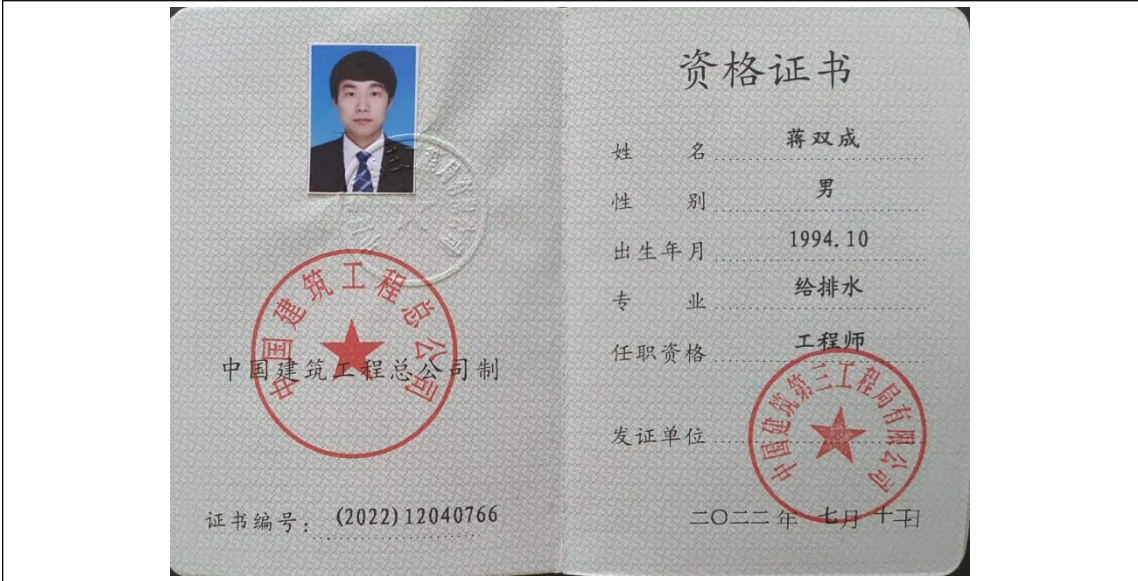 中国建筑工程总公司
中国建筑工程总公司制
证书编号：(2022)12040766
资格证书
姓 名 蒋双成
性 别 男
出生年月 1994.10
专 业 给排水
任职资格 工程师
发证单位
中国建筑第三工程局有限公司
二〇二二年 七月